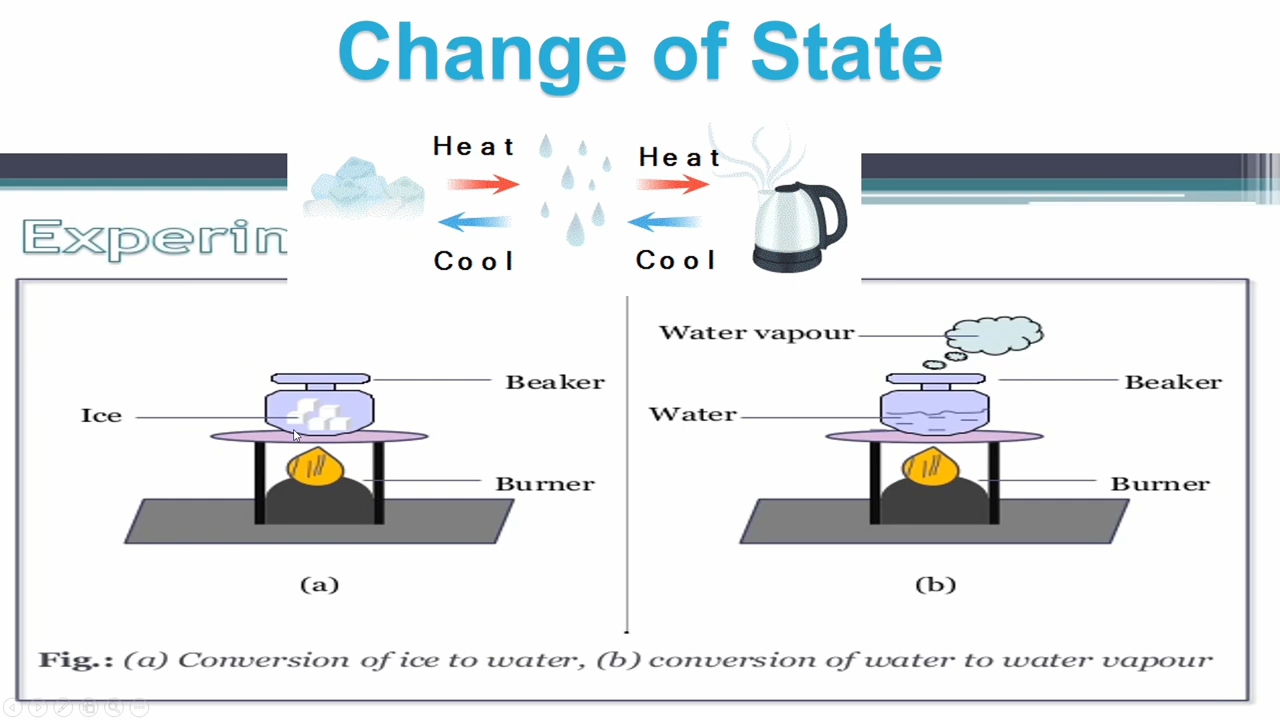 Change of State
Heat
Heat
Cool
Cool
Water vapour
Beaker
Beaker
Ice
Water
Burner
Burner
(a)
(b)
Fig.: (a) Conversion of ice to water, (b) conversion of water to water vapour